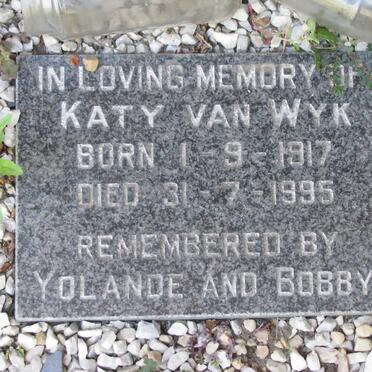 IN LOVING MEMORY OF
KATY VAN WYK
BORN 1-9-1917
DIED 31-7-1995
REMEMBERED BY
YOLANDE AND BOBBY